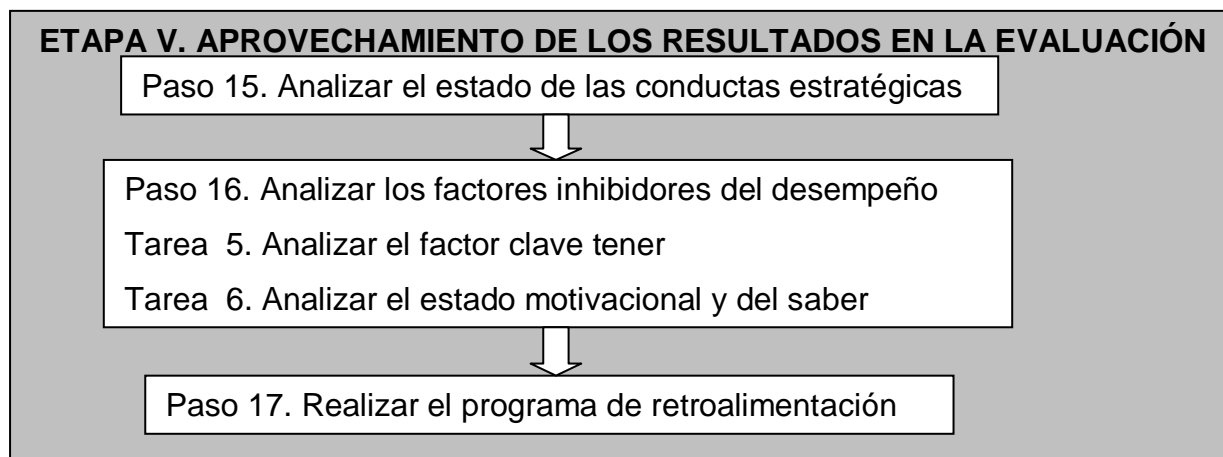 ETAPA V. APROVECHAMIENTO DE LOS RESULTADOS EN LA EVALUACIÓN
Paso 15. Analizar el estado de las conductas estratégicas
Paso 16. Analizar los factores inhibidores del desempeño
Tarea 5. Analizar el factor clave tener
Tarea 6. Analizar el estado motivacional y del saber
Paso 17. Realizar el programa de retroalimentación